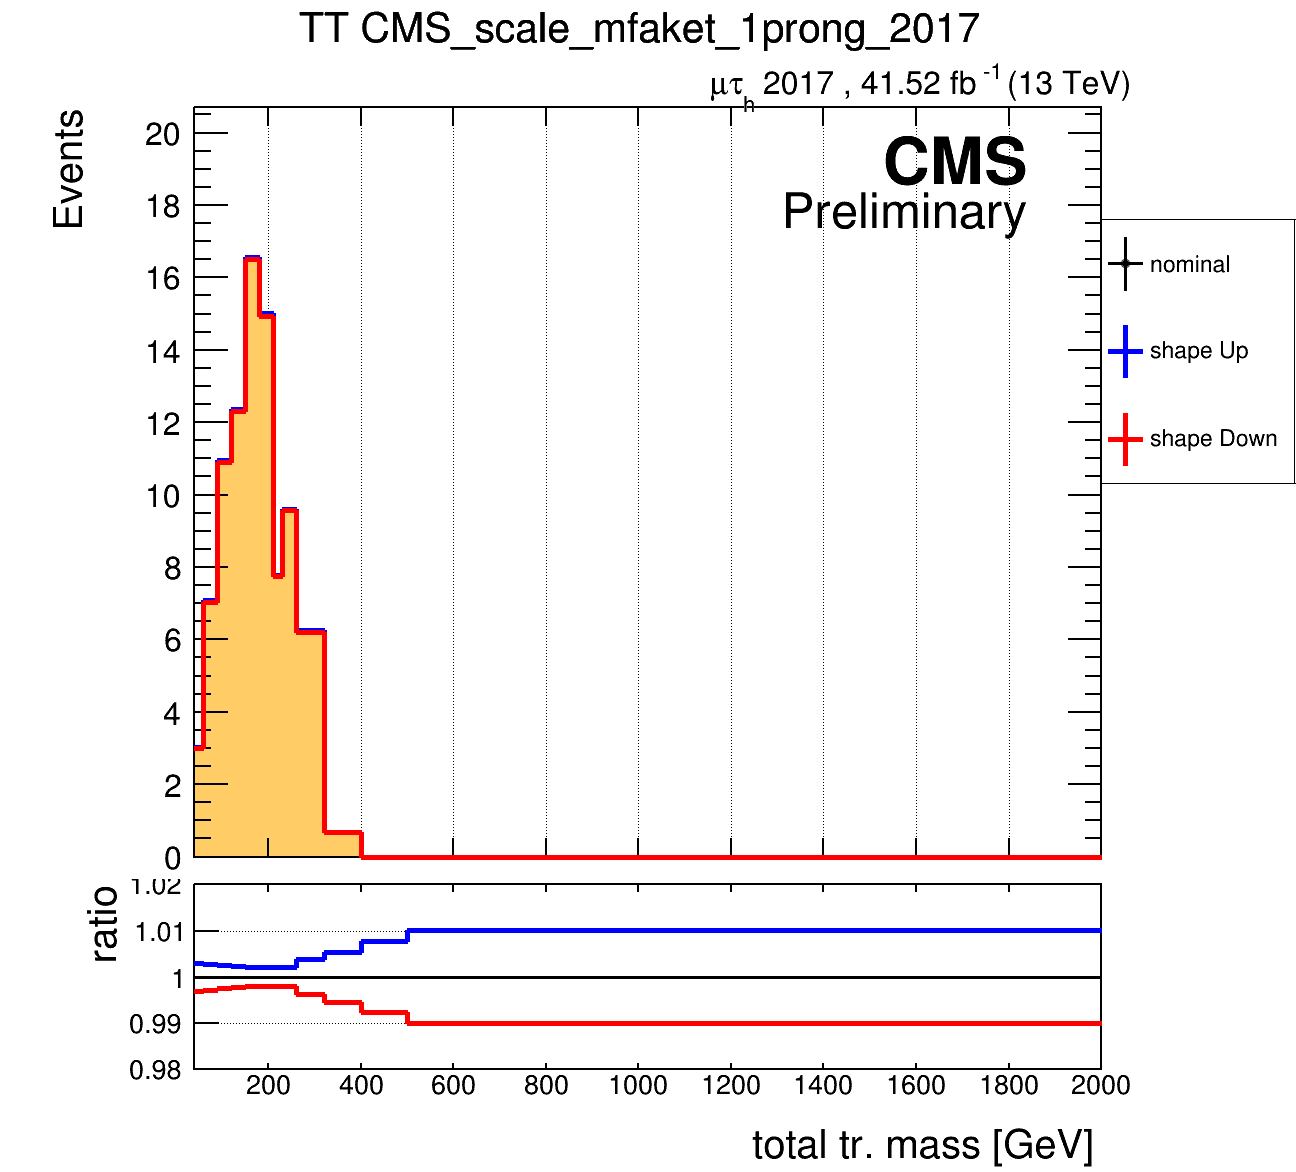 TT CMS_scale_mfaket_1prong_2017
μτh 2017 , 41.52 fb-1 (13 TeV)
Events
CMS
Preliminary
20
18
16
14
12
10
8
6
4
2
0
nominal
shape Up
shape Down
ratio
1.02
1.01
1
0.99
0.98
200 400 600 800 1000 1200 1400 1600 1800 2000
total tr. mass [GeV]